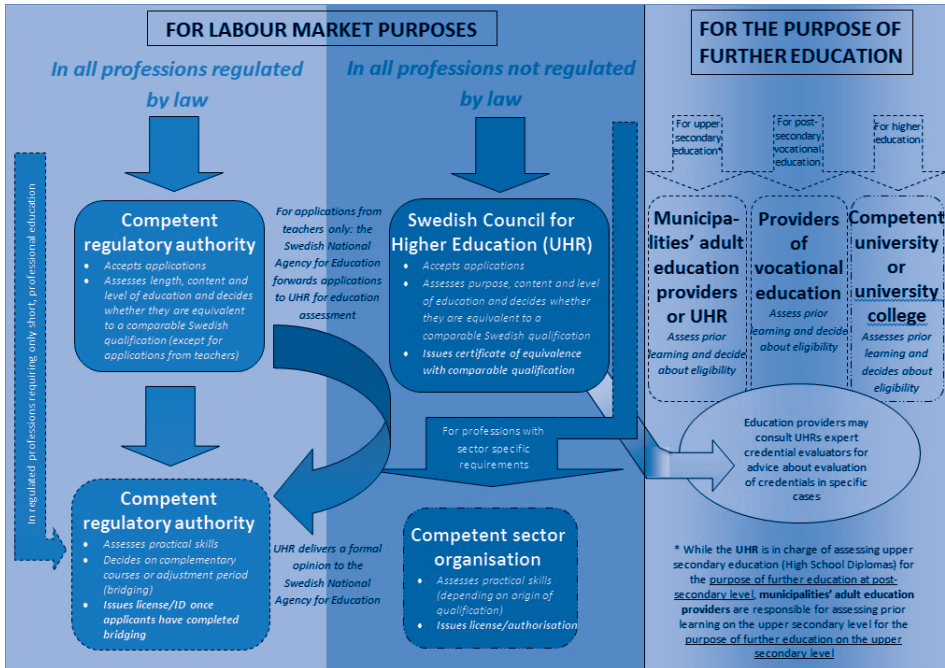 FOR LABOUR MARKET PURPOSES
In all professions regulated
by law
In all professions not regulated
by law
In regulated professions requiring only short, professional education
Competent
regulatory authority
• Accepts applications
• Assesses length, content and
level of education and decides
whether they are equivalent
to a comparable Swedish
qualification (except for
applications from teachers)
For applications from
teachers only: the
Swedish National
Agency for Education
forwards applications
to UHR for education
assessment
Swedish Council for
Higher Education (UHR)
• Accepts applications
• Assesses purpose, content and level
of education and decides whether
they are equivalent to a
comparable Swedish qualification
• Issues certificate of equivalence
with comparable qualification
For professions with
sector specific
requirements
Competent
regulatory authority
• Assesses practical skills
• Decides on complementary
courses or adjustment period
(bridging)
• Issues license/ID once
applicants have completed
bridging
UHR delivers a formal
opinion to the
Swedish National
Agency for Education
Competent sector
organisation
• Assesses practical skills
(depending on origin of
qualification)
• Issues license/authorisation
FOR THE PURPOSE OF
FURTHER EDUCATION
For upper
secondary
education*
For post-
secondary
vocational
education
For higher
education
Municipa-
lities' adult
education
providers
or UHR
Assess prior
learning and decide
about eligibility
Providers
of
vocational
education
Assess prior
learning and decide
about eligibility
Competent
university
or
university
college
Assesses prior
learning and
decides about
eligibility
Education providers may
consult UHRs expert
credential evaluators for
advice about evaluation
of credentials in specific
cases
* While the UHR is in charge of assessing upper
secondary education (High School Diplomas) for
the purpose of further education at post-
secondary level, municipalities' adult education
providers are responsible for assessing prior
learning on the upper secondary level for the
purpose of further education on the upper
secondary level